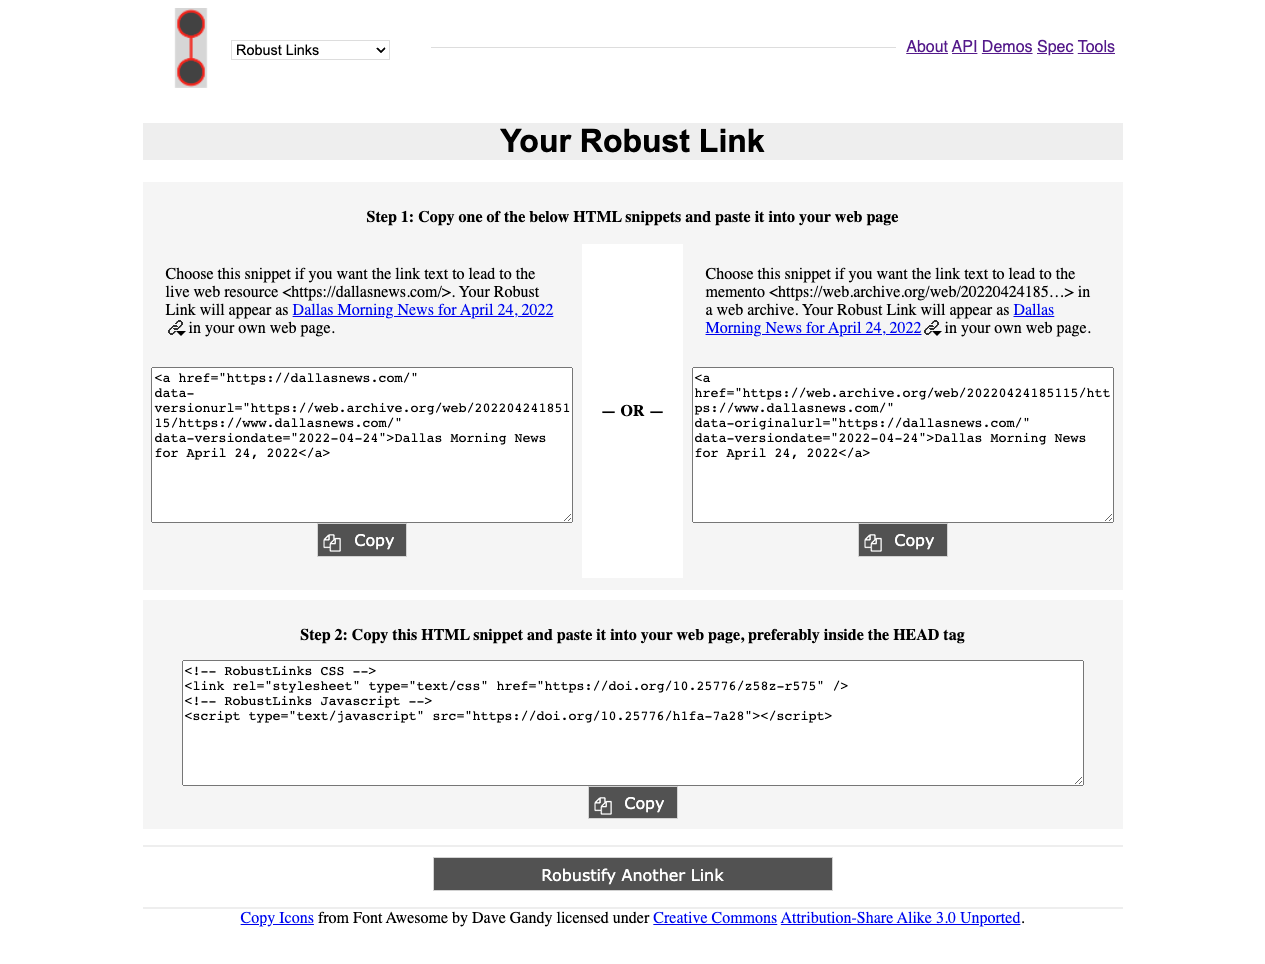 Robust Links
About API Demos Spec Tools
Your Robust Link
Step 1: Copy one of the below HTML snippets and paste it into your web page
Choose this snippet if you want the link text to lead to the
live web resource <https://dallasnews.com/>. Your Robust
Link will appear as Dallas Morning News for April 24, 2022
in your own web page.
<a href="https://dallasnews.com/"
data-
versionurl="https://web.archive.org/web/202204241851
15/https://www.dallasnews.com/"
data-versiondate="2022-04-24">Dallas Morning News
for April 24, 2022</a>
Copy
— OR —
Choose this snippet if you want the link text to lead to the
memento <https://web.archive.org/web/20220424185…> in
a web archive. Your Robust Link will appear as Dallas
Morning News for April 24, 2022 in your own web page.
<a
href="https://web.archive.org/web/20220424185115/htt
ps://www.dallasnews.com/"
data-originalurl="https://dallasnews.com/"
data-versiondate="2022-04-24">Dallas Morning News
for April 24, 2022</a>
Copy
Step 2: Copy this HTML snippet and paste it into your web page, preferably inside the HEAD tag
<!-- RobustLinks CSS -->
<link rel="stylesheet" type="text/css" href="https://doi.org/10.25776/z58z-r575" />
<!-- RobustLinks Javascript -->
<script type="text/javascript" src="https://doi.org/10.25776/h1fa-7a28"></script>
Copy
Robustify Another Link
Copy Icons from Font Awesome by Dave Gandy licensed under Creative Commons Attribution-Share Alike 3.0 Unported.